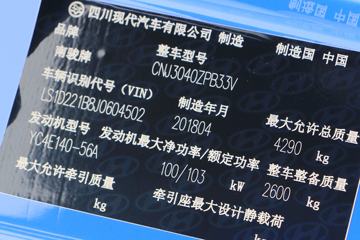 四川现代汽车有限公司 制造 制造国 中国
品牌 南骏牌 整车型号 CNJ3040ZPB33V
车辆识别代号（VIN） LS1D221B8J0604502 制造年月 201804 最大允许总质量 4290 kg
发动机型号 YC4E140-56A 发动机最大净功率/额定功率 100/103 kW 整车整备质量 2600 kg
最大允许牵引质量 kg 牵引座最大设计静载荷 kg